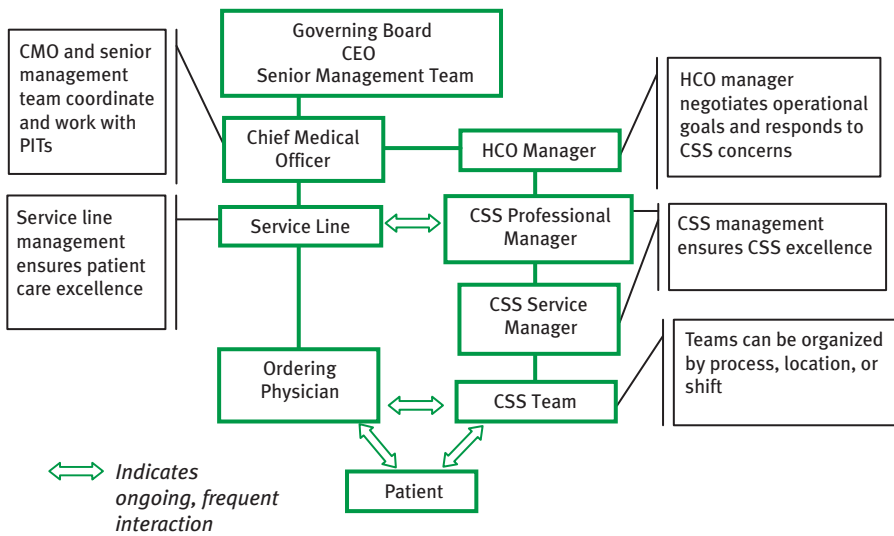 CMO and senior
management
team coordinate
and work with
PITs
Governing Board
CEO
Senior Management Team
HCO manager
negotiates operational
goals and responds to
CSS concerns
Chief Medical
Officer
HCO Manager
Service line
management
ensures patient
care excellence
Service Line
CSS Professional
Manager
CSS management
ensures CSS excellence
CSS Service
Manager
Ordering
Physician
CSS Team
Teams can be organized
by process, location, or
shift
Patient
Indicates
ongoing, frequent
interaction